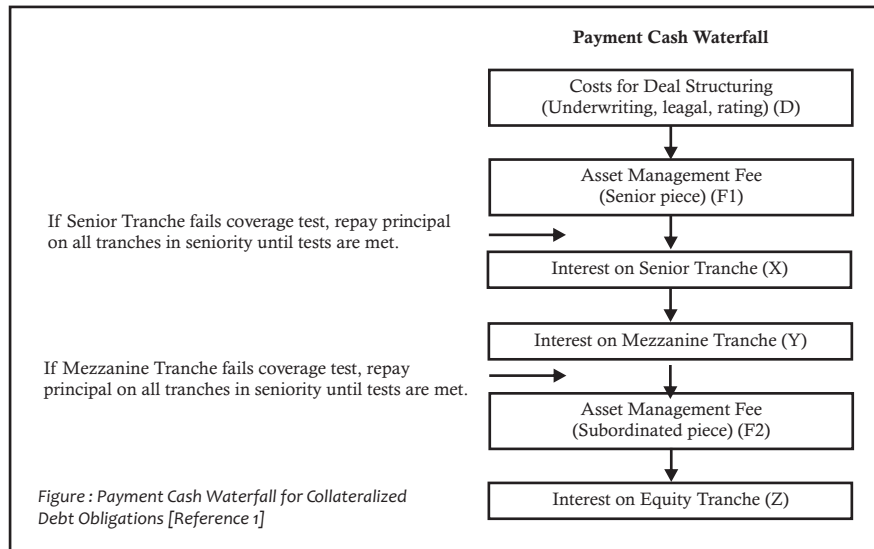 Payment Cash Waterfall
Costs for Deal Structuring
(Underwriting, leagal, rating) (D)
Asset Management Fee
(Senior piece) (F1)
If Senior Tranche fails coverage test, repay principal
on all tranches in seniority until tests are met.
Interest on Senior Tranche (X)
Interest on Mezzanine Tranche (Y)
If Mezzanine Tranche fails coverage test, repay
principal on all tranches in seniority until tests are met.
Asset Management Fee
(Subordinated piece) (F2)
Interest on Equity Tranche (Z)
Figure : Payment Cash Waterfall for Collateralized
Debt Obligations [Reference 1]